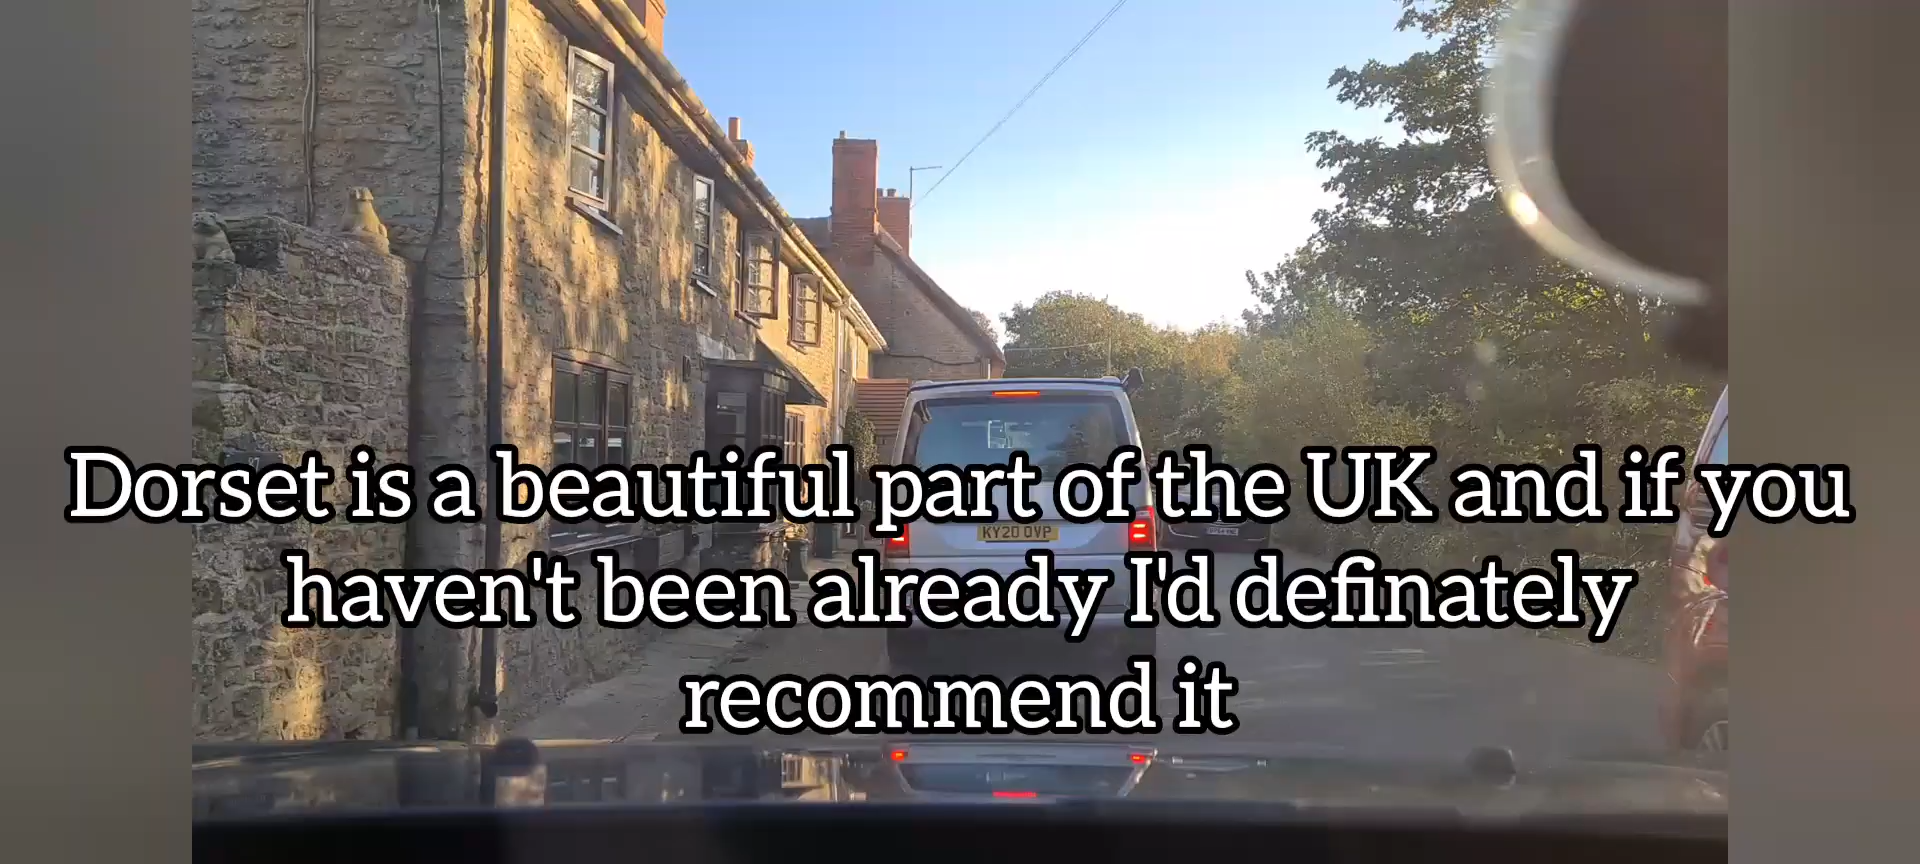 Dorset is a beautiful part of the UK and if you
haven't been already I'd definately
recommend it
KY20 OVP